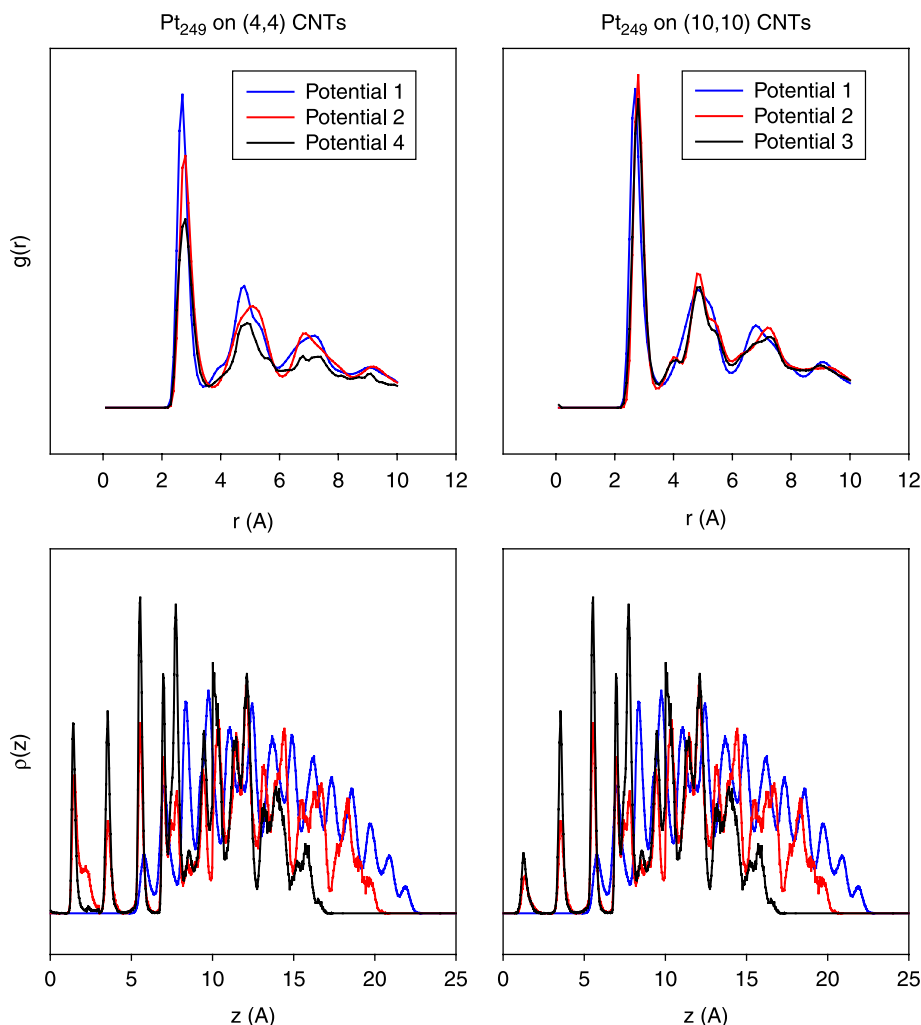 Pt249 on (4,4) CNTs
Pt249 on (10,10) CNTs
g(r)
Potential 1
Potential 2
Potential 4
Potential 1
Potential 2
Potential 3
0 2 4 6 8 10 12
0 2 4 6 8 10 12
r (A)
r (A)
ρ(z)
0 5 10 15 20 25
0 5 10 15 20 25
z (A)
z (A)